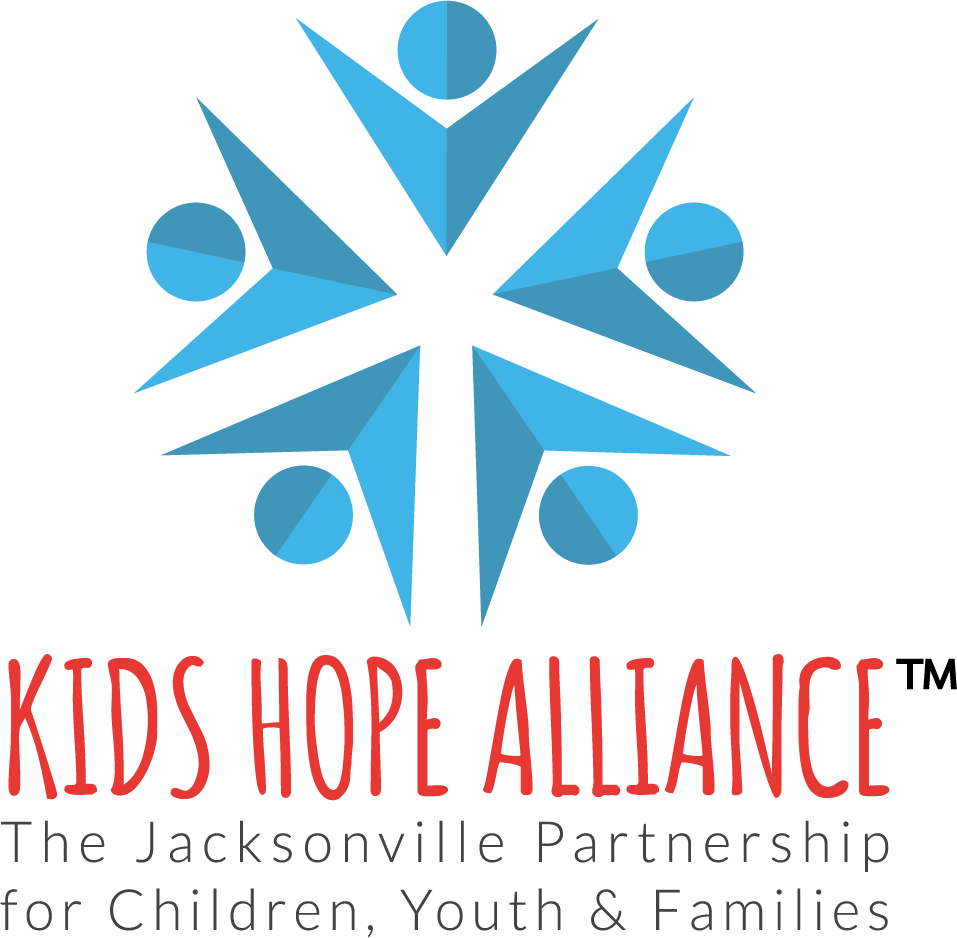 KIDS HOPE ALLIANCE™
The Jacksonville Partnership
for Children, Youth & Families